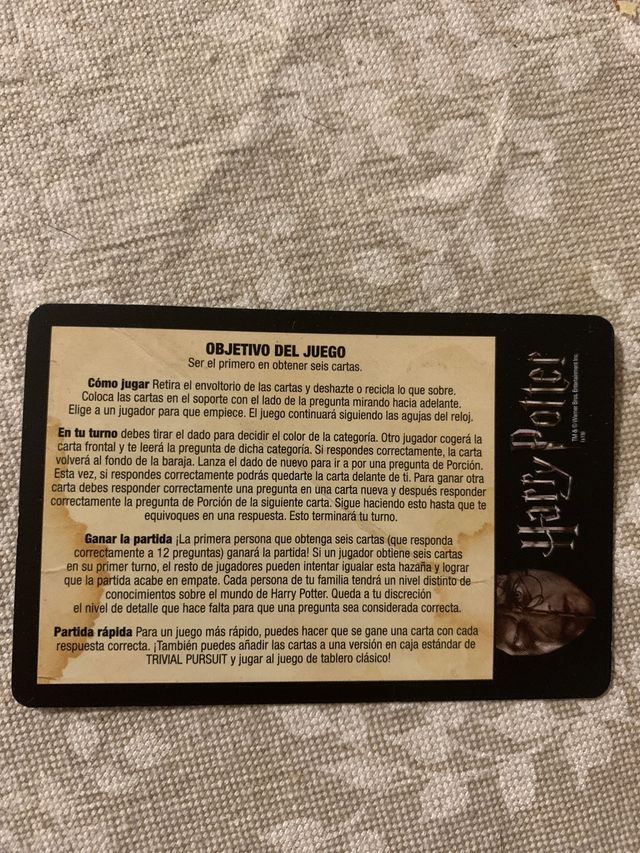 OBJETIVO DEL JUEGO
Ser el primero en obtener seis cartas.
Cómo jugar Retira el envoltorio de las cartas y deshazte o recicla lo que sobre.
Coloca las cartas en el soporte con el lado de la pregunta mirando hacia adelante.
Elige a un jugador para que empiece. El juego continuará siguiendo las agujas del reloj.
En tu turno debes tirar el dado para decidir el color de la categoría. Otro jugador cogerá la
carta frontal y te leerá la pregunta de dicha categoría. Si respondes correctamente, la carta
volverá al fondo de la baraja. Lanza el dado de nuevo para ir a por una pregunta de Porción.
Esta vez, si respondes correctamente podrás quedarte la carta delante de ti. Para ganar otra
carta debes responder correctamente una pregunta en una carta nueva y después responder
correctamente la pregunta de Porción de la siguiente carta. Sigue haciendo esto hasta que te
equivoques en una respuesta. Esto terminará tu turno.
Ganar la partida ¡La primera persona que obtenga seis cartas (que responda
correctamente a 12 preguntas) ganará la partida! Si un jugador obtiene seis cartas
en su primer turno, el resto de jugadores pueden intentar igualar esta hazaña y lograr
que la partida acabe en empate. Cada persona de tu familia tendrá un nivel distinto de
conocimientos sobre el mundo de Harry Potter. Queda a tu discreción
el nivel de detalle que hace falta para que una pregunta sea considerada correcta.
Partida rápida Para un juego más rápido, puedes hacer que se gane una carta con cada
respuesta correcta. ¡También puedes añadir las cartas a una versión en caja estándar de
TRIVIAL PURSUIT y jugar al juego de tablero clásico!
Harry Potter
TM & © Warner Bros. Entertainment Inc.